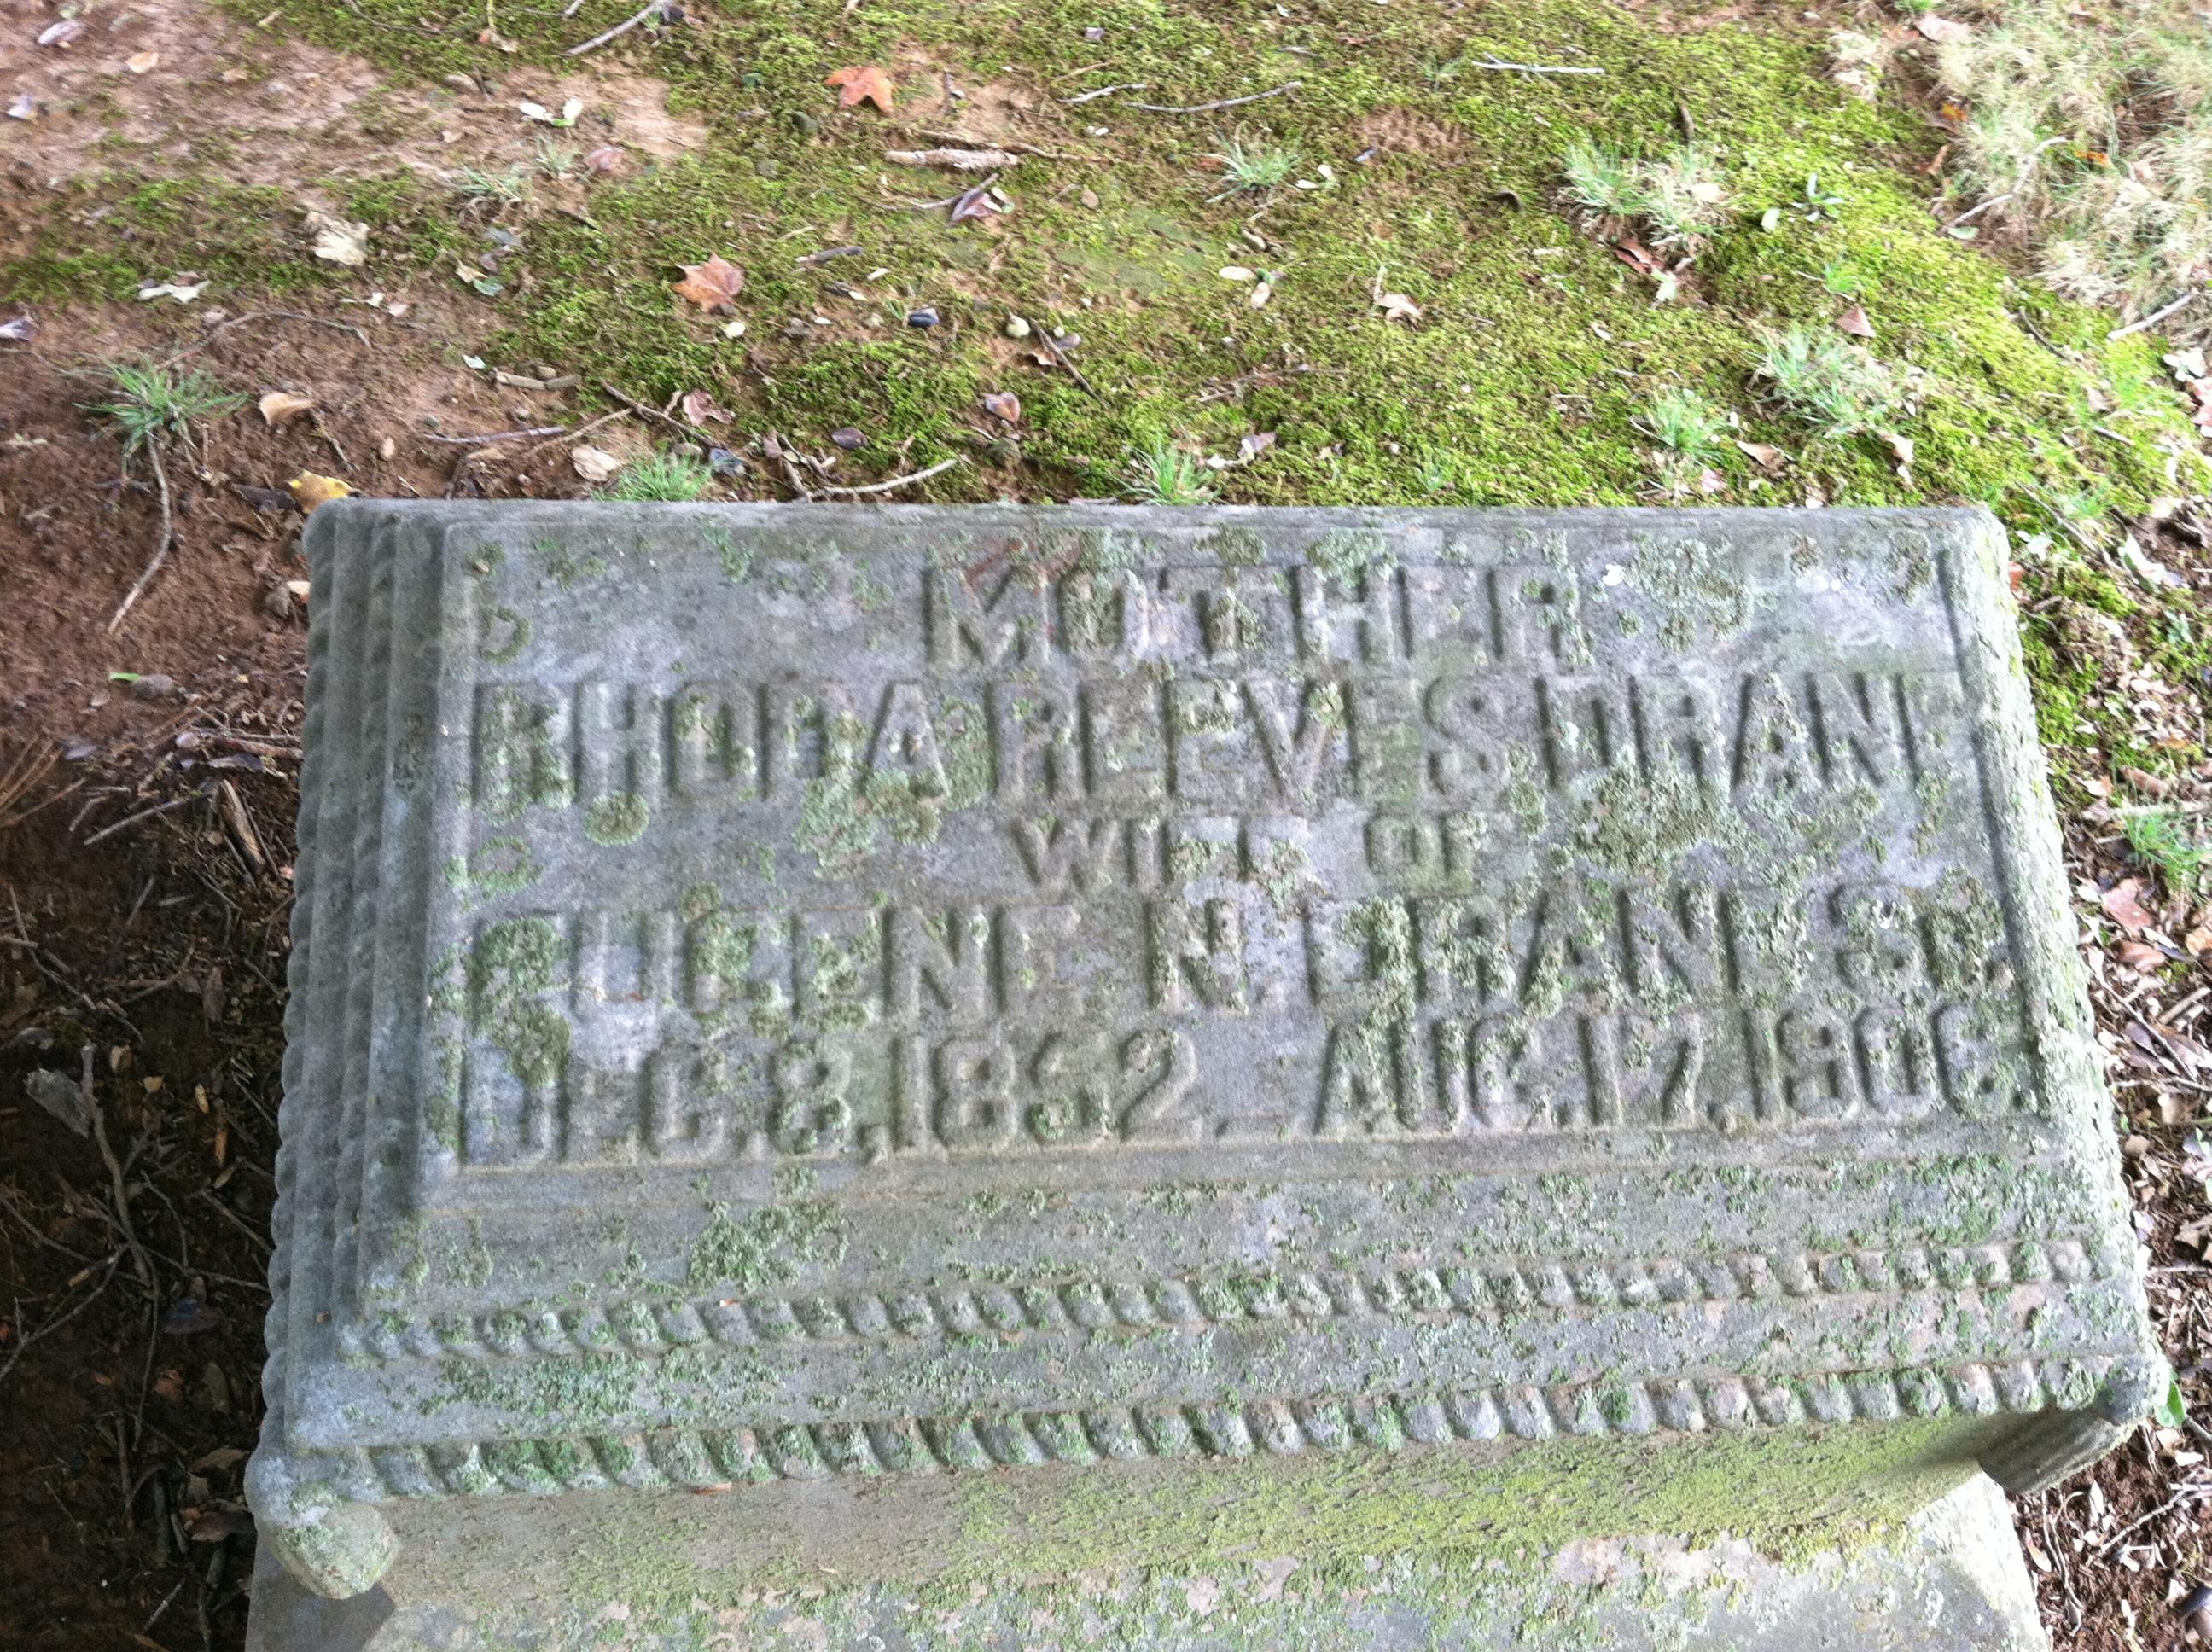 MOTHER
RHODA REEVES DRANE
WIFE OF
EUGENE N. DRANE SR.
DEC. 8, 1852 _ AUG. 17, 1906